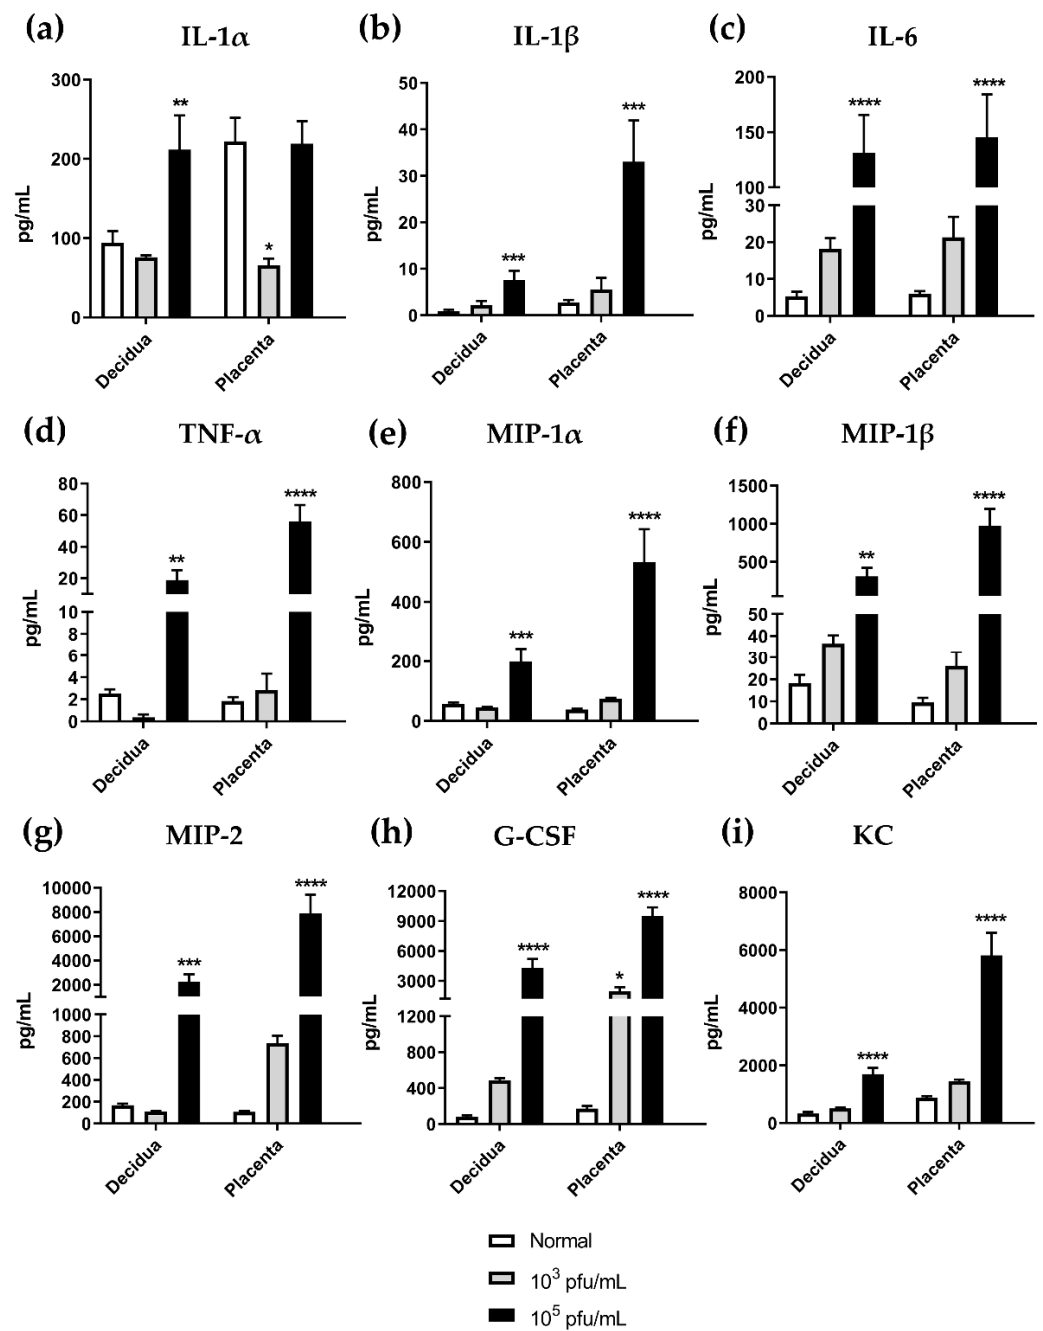 (a) IL-1α
300
200
100
0
pg/mL
**
*
Decidua
Placenta
(b) IL-1β
50
40
30
20
10
0
pg/mL
***
***
Decidua
Placenta
(c) IL-6
200
150
100
30
20
10
0
pg/mL
****
****
Decidua
Placenta
(d) TNF-α
80
60
40
20
10
8
6
4
2
0
pg/mL
**
****
Decidua
Placenta
(e) MIP-1α
800
600
400
200
0
pg/mL
***
****
Decidua
Placenta
(f) MIP-1β
1500
1000
500
50
40
30
20
10
0
pg/mL
**
****
Decidua
Placenta
(g) MIP-2
10000
8000
6000
4000
2000
1000
800
600
400
200
0
pg/mL
***
****
Decidua
Placenta
(h) G-CSF
12000
9000
6000
3000
1200
800
400
0
pg/mL
****
*
****
Decidua
Placenta
(i) KC
8000
6000
4000
2000
0
pg/mL
****
****
Decidua
Placenta
Normal
10³ pfu/mL
10⁵ pfu/mL